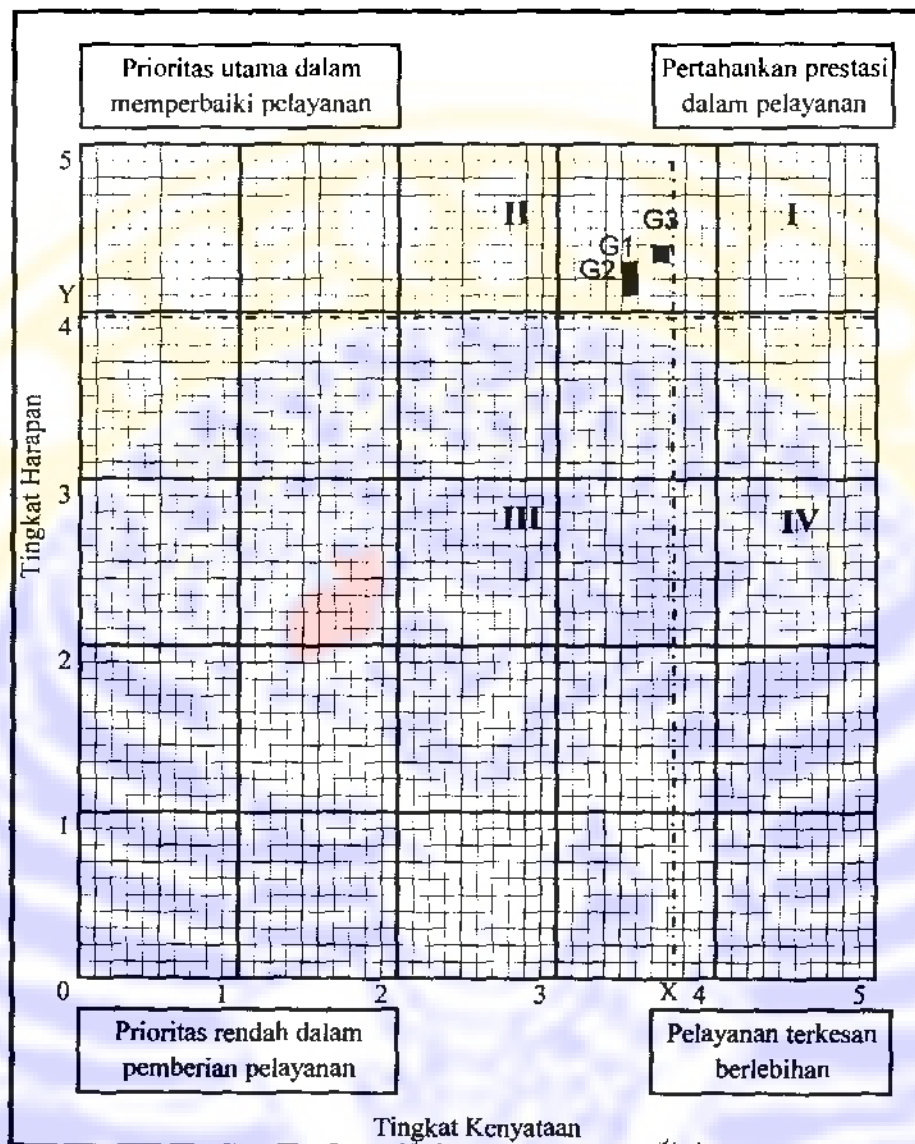 Prioritas utama dalam
memperbaiki pelayanan
Pertahankan prestasi
dalam pelayanan
5
II
I
G3
G1
G2
Y
4
Tingkat Harapan
3
III
IV
2
1
0
1
2
3
X
4
5
Prioritas rendah dalam
pemberian pelayanan
Pelayanan terkesan
berlebihan
Tingkat Kenyataan